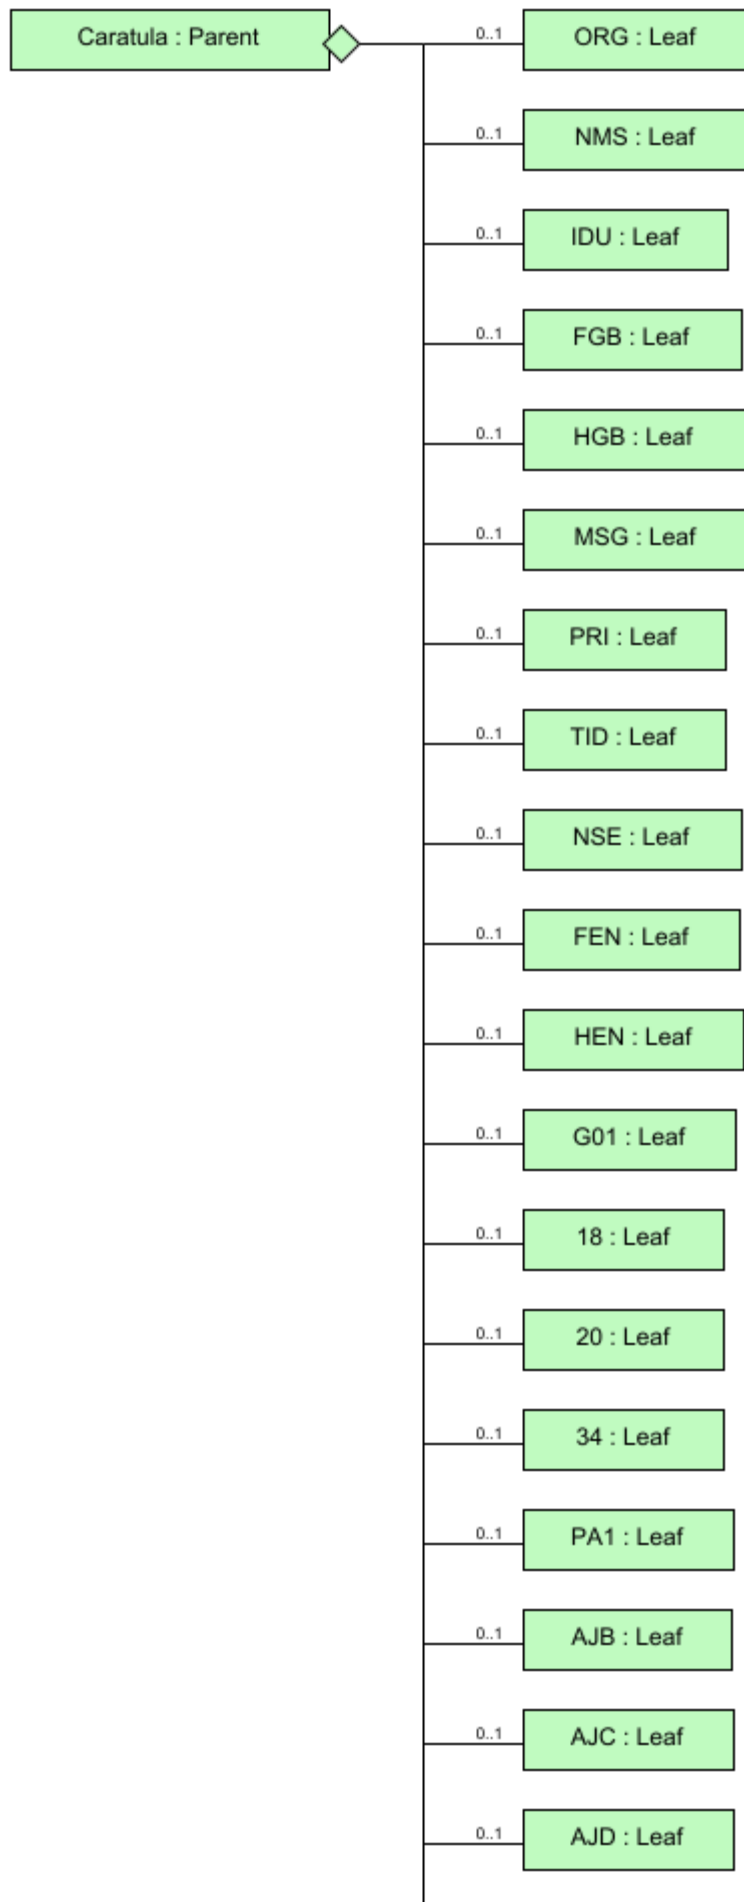 Caratula : Parent
0..1
ORG : Leaf
0..1
NMS : Leaf
0..1
IDU : Leaf
0..1
FGB : Leaf
0..1
HGB : Leaf
0..1
MSG : Leaf
0..1
PRI : Leaf
0..1
TID : Leaf
0..1
NSE : Leaf
0..1
FEN : Leaf
0..1
HEN : Leaf
0..1
G01 : Leaf
0..1
18 : Leaf
0..1
20 : Leaf
0..1
34 : Leaf
0..1
PA1 : Leaf
0..1
AJB : Leaf
0..1
AJC : Leaf
0..1
AJD : Leaf